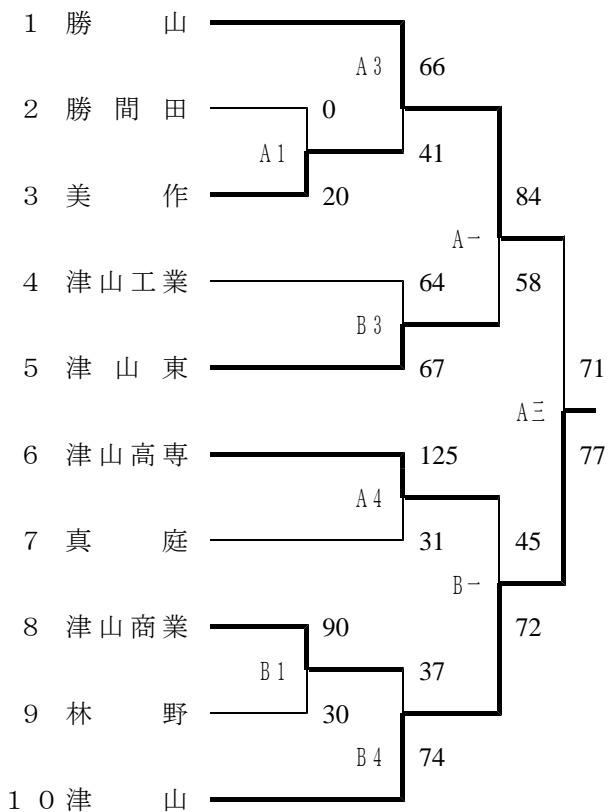 1 勝山
A3 66
2 勝間田 0
A1 41
3 美作 20 84
A一
4 津山工業 64 58
B3
5 津山東 67 71
A三
6 津山高専 125 77
A4
7 真庭 31 45
B一
8 津山商業 90 72
B1 37
9 林野 30
B4 74
10 津山